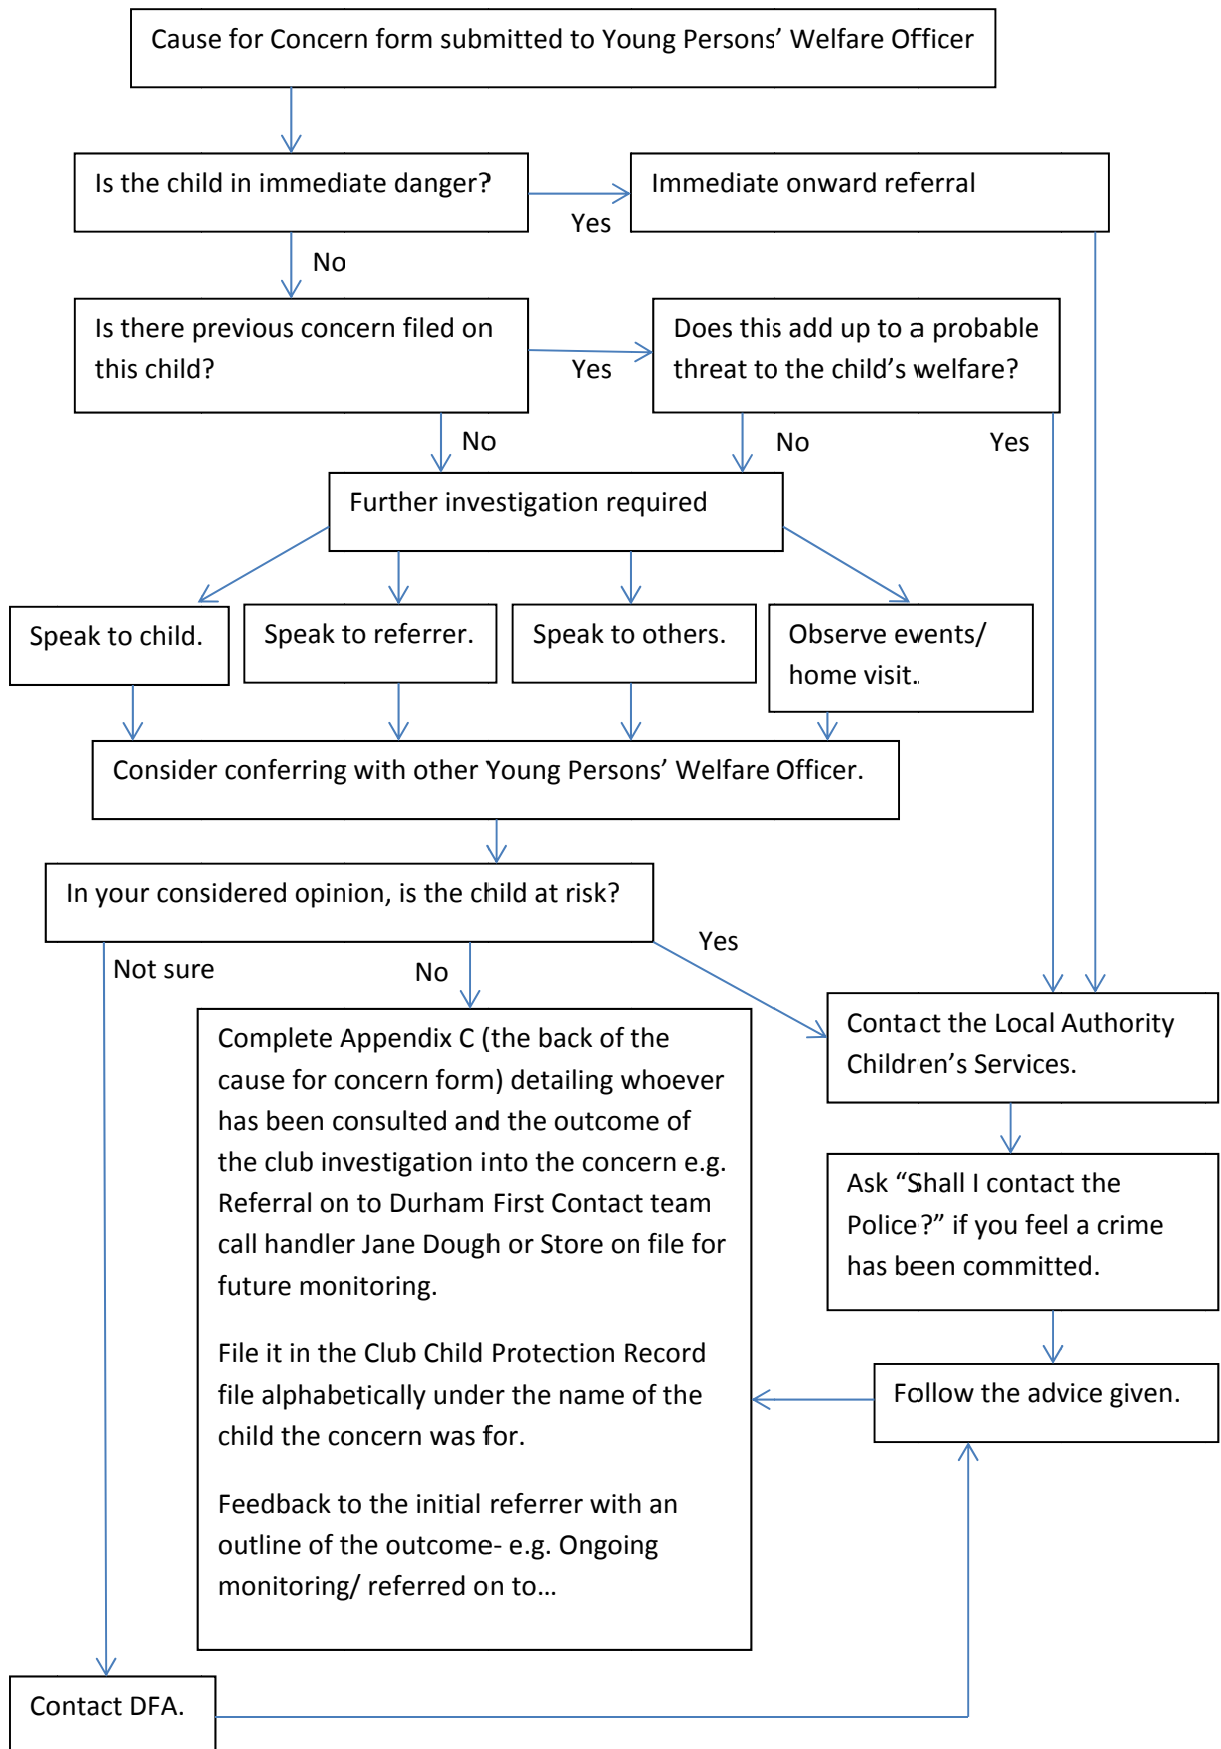 Cause for Concern form submitted to Young Persons’ Welfare Officer
Is the child in immediate danger?
Immediate onward referral
Yes
No
Is there previous concern filed on
this child?
Yes
Does this add up to a probable
threat to the child’s welfare?
No
No
Yes
Further investigation required
Speak to child.
Speak to referrer.
Speak to others.
Observe events/
home visit.
Consider conferring with other Young Persons’ Welfare Officer.
In your considered opinion, is the child at risk?
Not sure
No
Yes
Complete Appendix C (the back of the
cause for concern form) detailing whoever
has been consulted and the outcome of
the club investigation into the concern e.g.
Referral on to Durham First Contact team
call handler Jane Dough or Store on file for
future monitoring.
File it in the Club Child Protection Record
file alphabetically under the name of the
child the concern was for.
Feedback to the initial referrer with an
outline of the outcome- e.g. Ongoing
monitoring/ referred on to…
Contact the Local Authority
Children’s Services.
Ask “Shall I contact the
Police?” if you feel a crime
has been committed.
Follow the advice given.
Contact DFA.